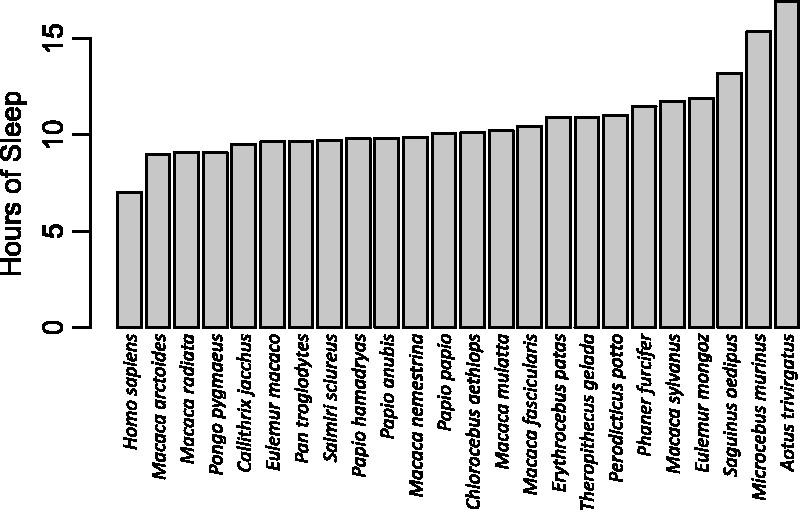 Hours of Sleep
15
10
5
0
Homo sapiens
Macaca arctoides
Macaca radiata
Pongo pygmaeus
Callithrix jacchus
Eulemur macaco
Pan troglodytes
Saimiri sciureus
Papio hamadryas
Papio anubis
Macaca nemestrina
Papio papio
Chlorocebus aethiops
Macaca mulatta
Macaca fascicularis
Erythrocebus patas
Theropithecus gelada
Perodicticus potto
Phaner furcifer
Macaca sylvanus
Eulemur mongoz
Saguinus oedipus
Microcebus murinus
Aotus trivirgatus